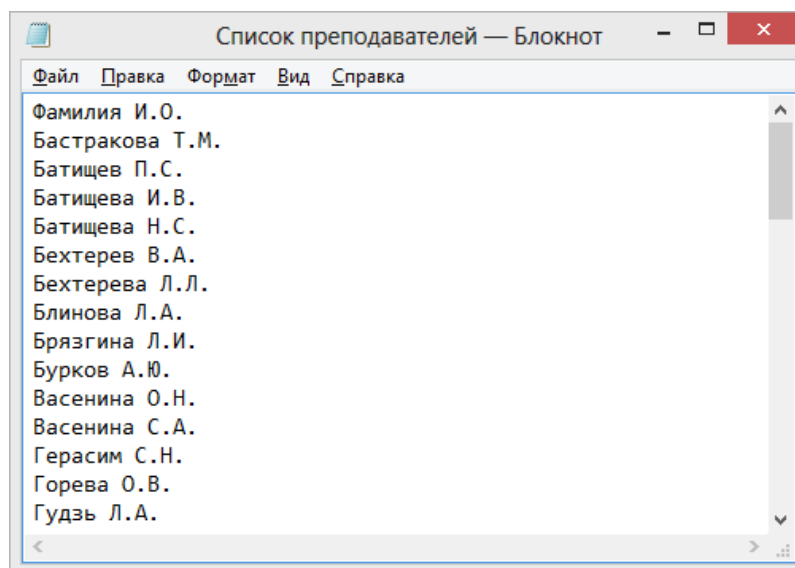 Список преподавателей — Блокнот
Файл Правка Формат Вид Справка
Фамилия И.О.
Бастракова Т.М.
Батищев П.С.
Батищева И.В.
Батищева Н.С.
Бехтерев В.А.
Бехтерева Л.Л.
Блинова Л.А.
Брязгина Л.И.
Бурков А.Ю.
Васенина О.Н.
Васенина С.А.
Герасим С.Н.
Горева О.В.
Гудзь Л.А.